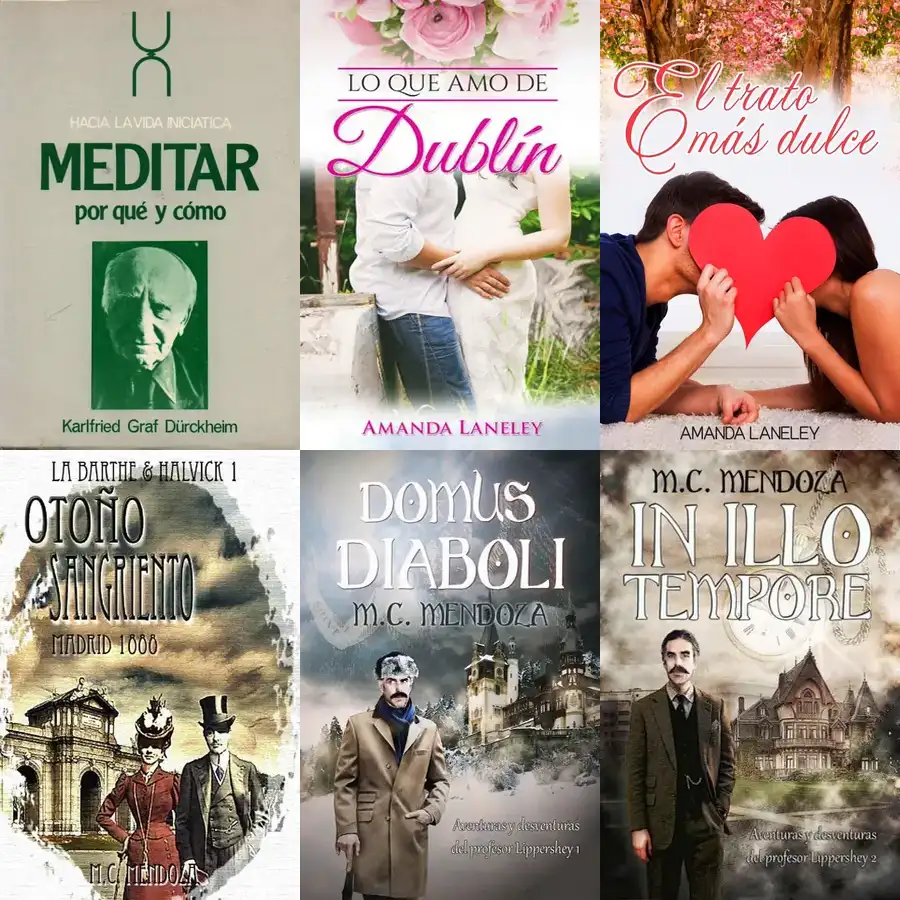 HACIA LA VIDA INICIATICA
MEDITAR
por qué y cómo
Karlfried Graf Dürckheim
LO QUE AMO DE
Dublín
AMANDA LANELEY
El trato
más dulce
AMANDA LANELEY
LA BARTHE & HALVICK 1
OTOÑO
SANGRIENTO
MADRID 1888
M.C. MENDOZA
DOMUS
DIABOLI
M.C. MENDOZA
Aventuras y desventuras
del profesor Lippershey 1
M.C. MENDOZA
IN ILLO
TEMPORE
Aventuras y desventuras
del profesor Lippershey 2